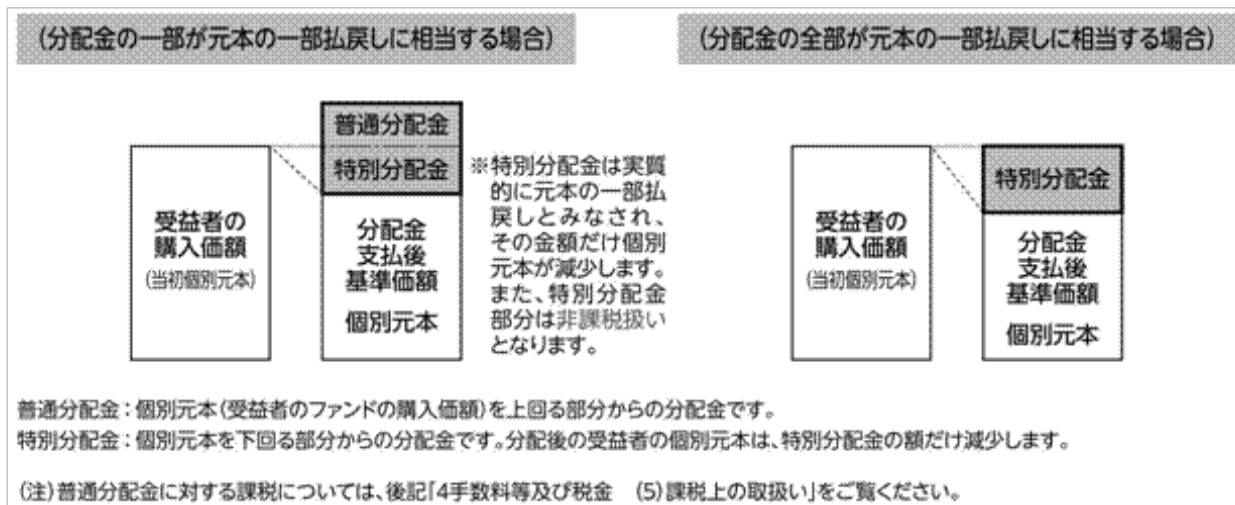 (分配金の一部が元本の一部払戻しに相当する場合)
(分配金の全部が元本の一部払戻しに相当する場合)
受益者の
購入価額
(当初個別元本)
普通分配金
特別分配金
分配金
支払後
基準価額
個別元本
※特別分配金は実質
的に元本の一部払
戻しとみなされ、
その金額だけ個別
元本が減少します。
また、特別分配金
部分は非課税扱い
となります。
受益者の
購入価額
(当初個別元本)
特別分配金
分配金
支払後
基準価額
個別元本
普通分配金:個別元本(受益者のファンドの購入価額)を上回る部分からの分配金です。
特別分配金:個別元本を下回る部分からの分配金です。分配後の受益者の個別元本は、特別分配金の額だけ減少します。
(注)普通分配金に対する課税については、後記「4手数料等及び税金 (5)課税上の取扱い」をご覧ください。